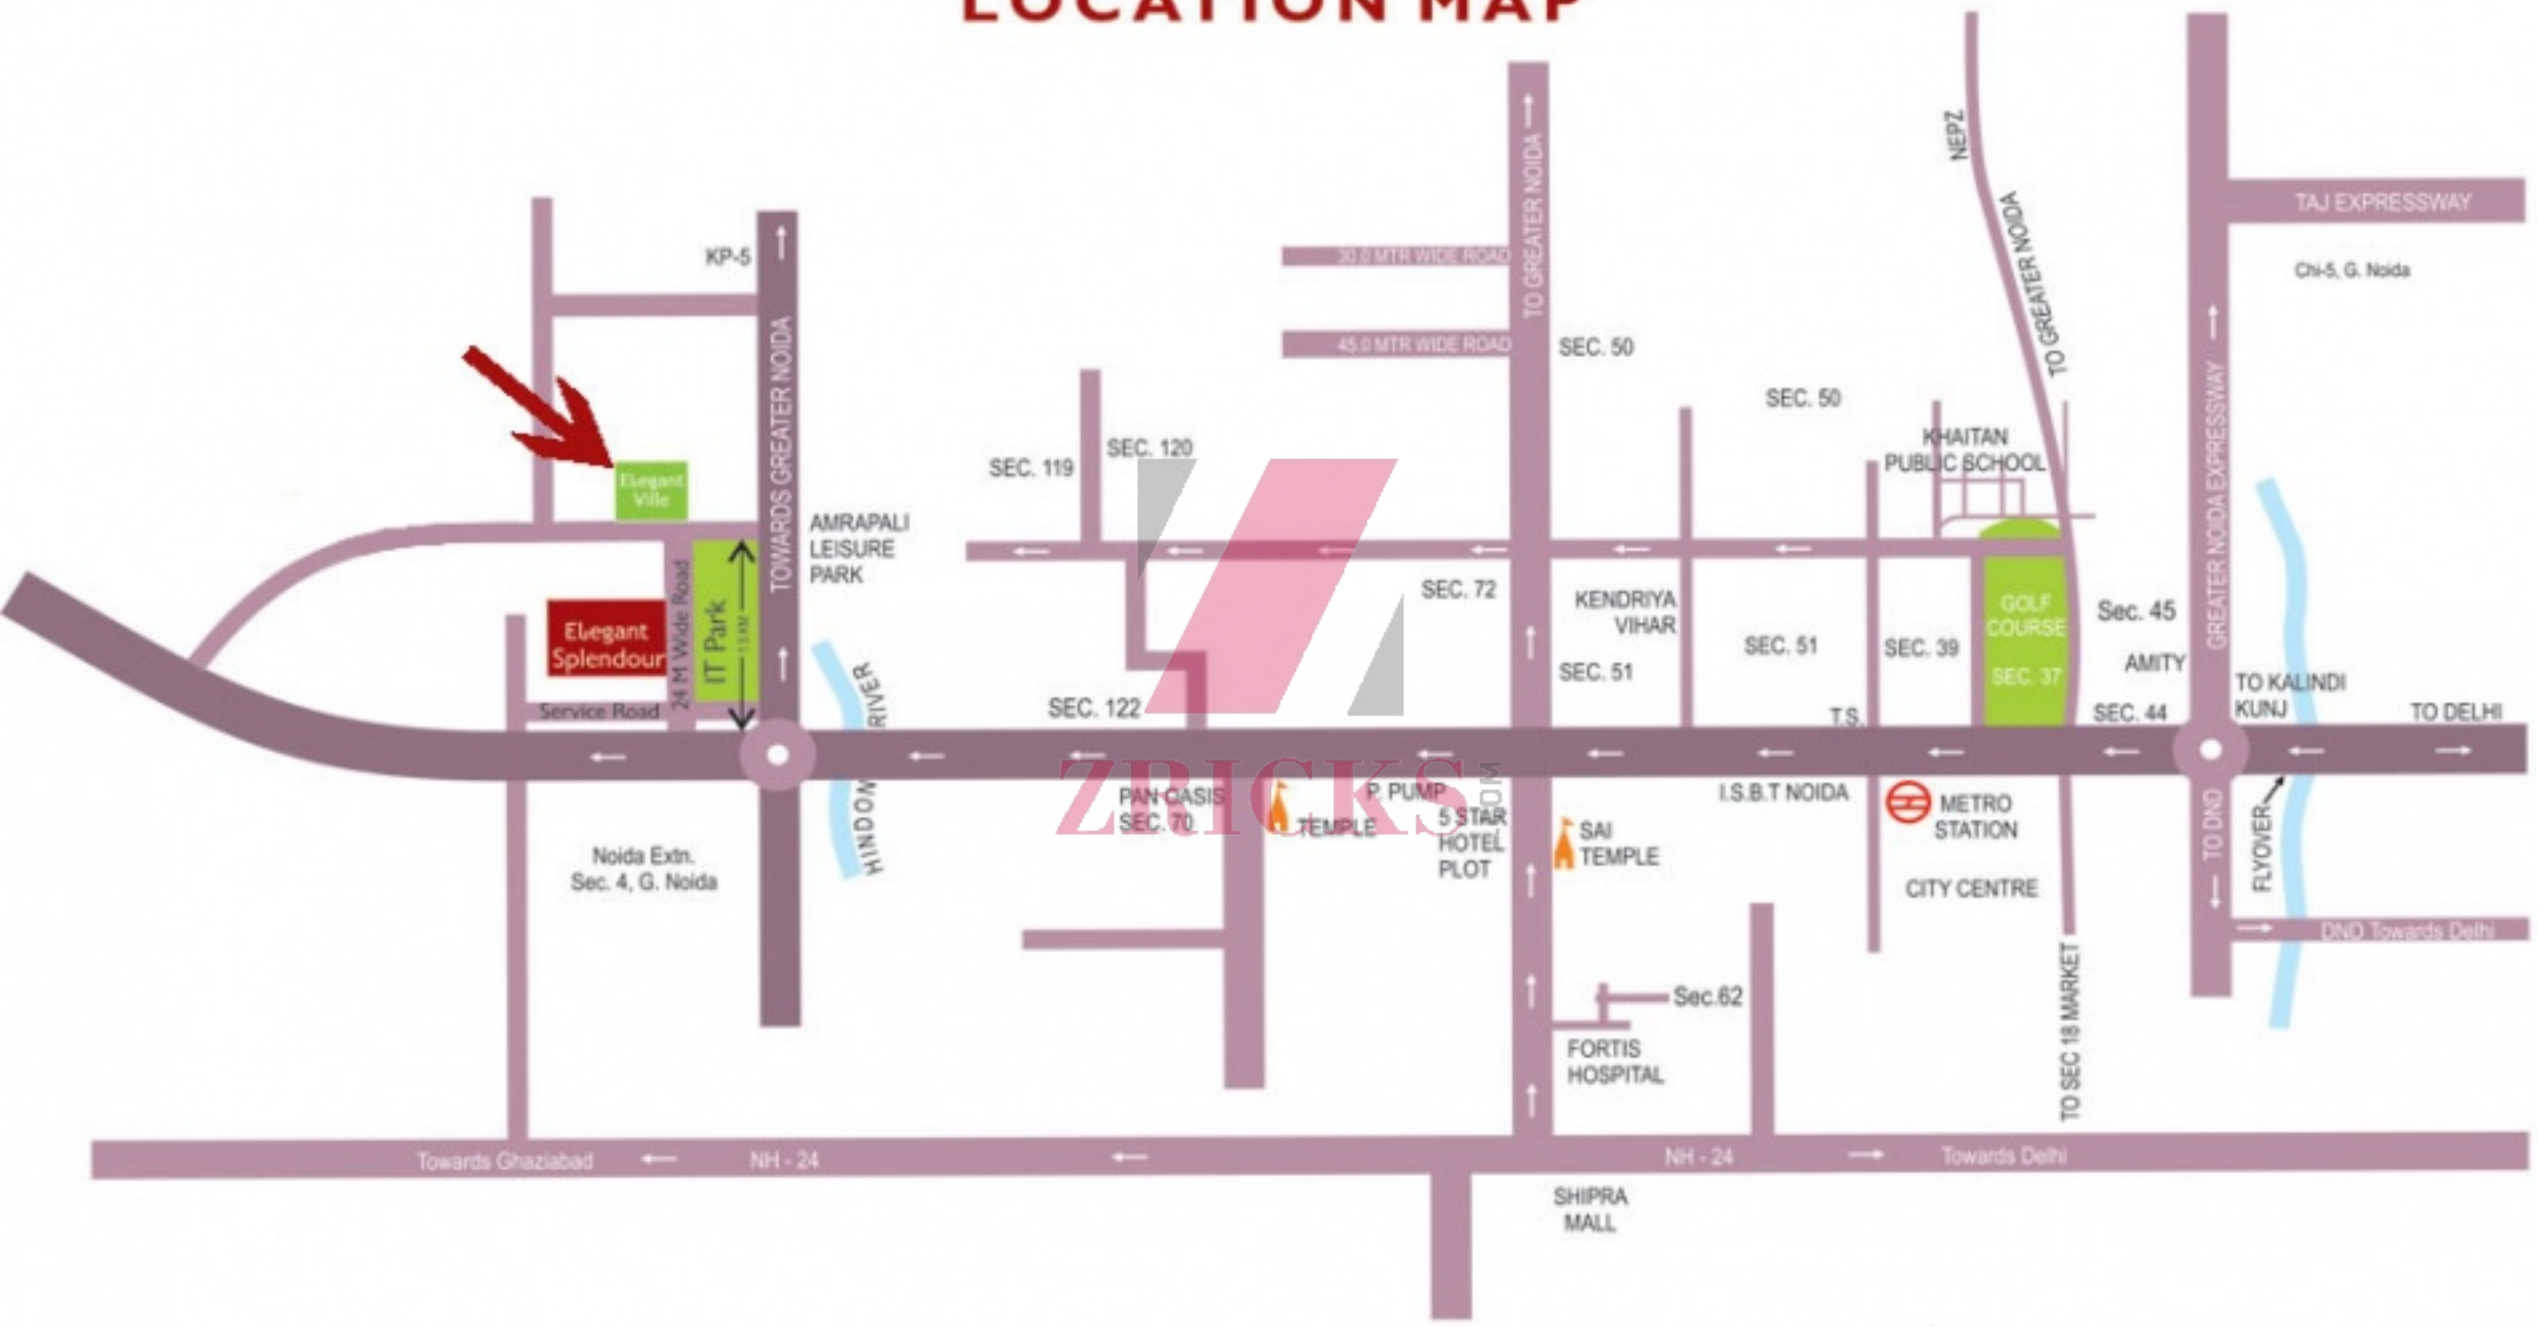 LOCATION MAP
NEPZ
TO GREATER NOIDA
TAJ EXPRESSWAY
Chi-5, G. Noida
KP-5
TOWARDS GREATER NOIDA
30.0 MTR WIDE ROAD
45.0 MTR WIDE ROAD
TO GREATER NOIDA
SEC. 50
SEC. 50
GREATER NOIDA EXPRESSWAY
KHAITAN
PUBLIC SCHOOL
SEC. 119
SEC. 120
Elegant
Ville
AMRAPALI
LEISURE
PARK
24 M Wide Road
IT Park
1.5 KM
Elegant
Splendour
Service Road
HINDON RIVER
SEC. 72
KENDRIYA
VIHAR
SEC. 51
SEC. 51
SEC. 39
GOLF
COURSE
SEC. 37
Sec. 45
AMITY
SEC. 44
TO KALINDI
KUNJ
TO DELHI
SEC. 122
T.S.
ZRICKS
.COM
PAN OASIS
SEC. 70
TEMPLE
P. PUMP
5 STAR
HOTEL
PLOT
SAI
TEMPLE
I.S.B.T NOIDA
METRO
STATION
CITY CENTRE
TO DND
FLYOVER
DND Towards Delhi
Noida Extn.
Sec. 4, G. Noida
Sec.62
FORTIS
HOSPITAL
TO SEC 18 MARKET
Towards Ghaziabad
NH - 24
NH - 24
Towards Delhi
SHIPRA
MALL